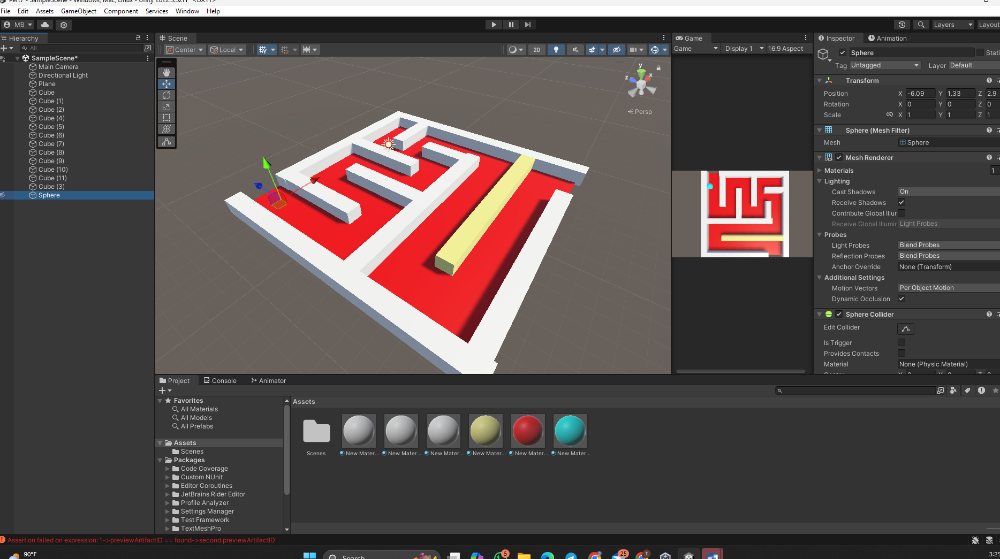 File Edit Assets GameObject Component Services Window Help
MB
Layers
Layout
Hierarchy
All
SampleScene*
Main Camera
Directional Light
Plane
Cube
Cube (1)
Cube (2)
Cube (4)
Cube (5)
Cube (6)
Cube (7)
Cube (8)
Cube (9)
Cube (10)
Cube (11)
Cube (3)
Sphere
Scene
Center
Local
2D
y
x
z
Persp
Game
Game
Display 1
16:9 Aspect
Inspector
Animation
Sphere
Tag Untagged
Layer Default
Transform
Position X -6.09 Y 1.33 Z 2.9
Rotation X 0 Y 0 Z 0
Scale X 1 Y 1 Z 1
Sphere (Mesh Filter)
Mesh Sphere
Mesh Renderer
Materials 1
Lighting
Cast Shadows On
Receive Shadows
Contribute Global Illur
Receive Global Illumir Light Probes
Probes
Light Probes Blend Probes
Reflection Probes Blend Probes
Anchor Override None (Transform)
Additional Settings
Motion Vectors Per Object Motion
Dynamic Occlusion
Sphere Collider
Edit Collider
Is Trigger
Provides Contacts
Material None (Physic Material)
Project
Console
Animator
Favorites
All Materials
All Models
All Prefabs
Assets
Scenes
Packages
Code Coverage
Custom NUnit
Editor Coroutines
JetBrains Rider Editor
Profile Analyzer
Settings Manager
Test Framework
TextMeshPro
Assets
Scenes
New Mater...
New Mater...
New Mater...
New Mater...
New Mater...
New Mater...
Assertion failed on expression: 'i->previewArtifactID == found->second.previewArtifactID'
90°F
Search
5
25
T
3:25